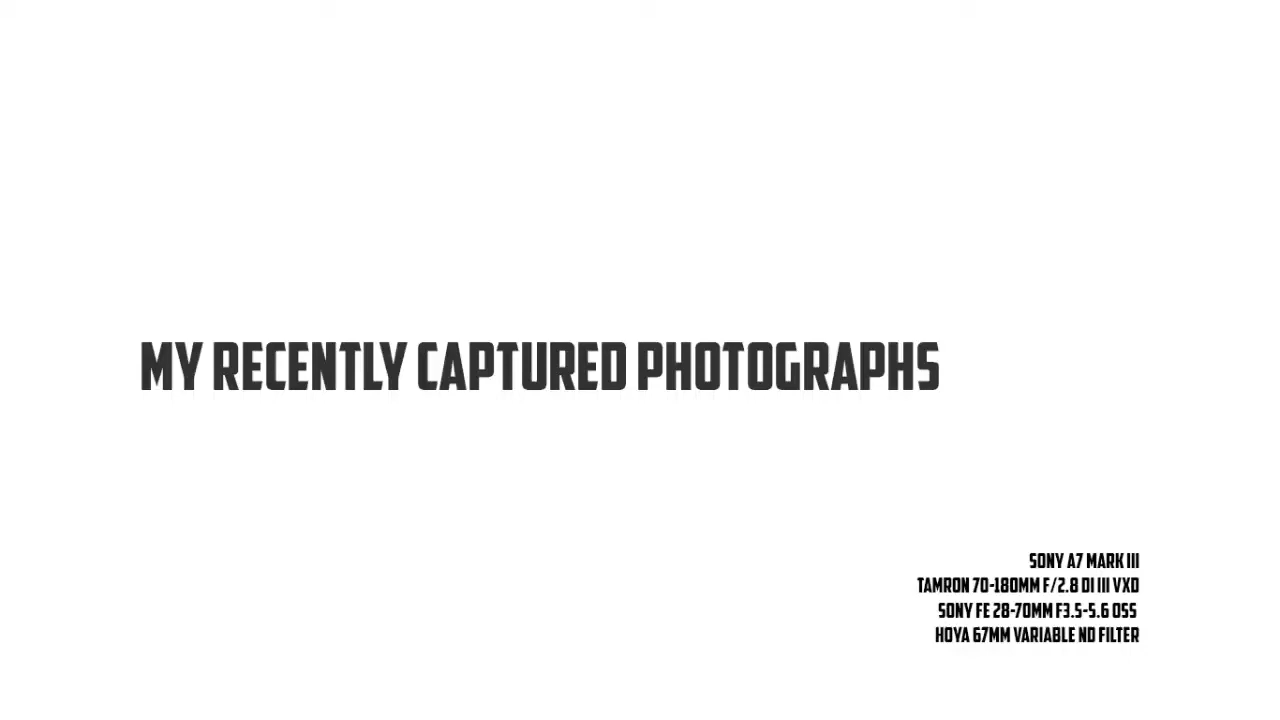 MY RECENTLY CAPTURED PHOTOGRAPHS
SONY A7 MARK III
TAMRON 70-180MM F/2.8 DI III VXD
SONY FE 28-70MM F3.5-5.6 OSS
HOYA 67MM VARIABLE ND FILTER